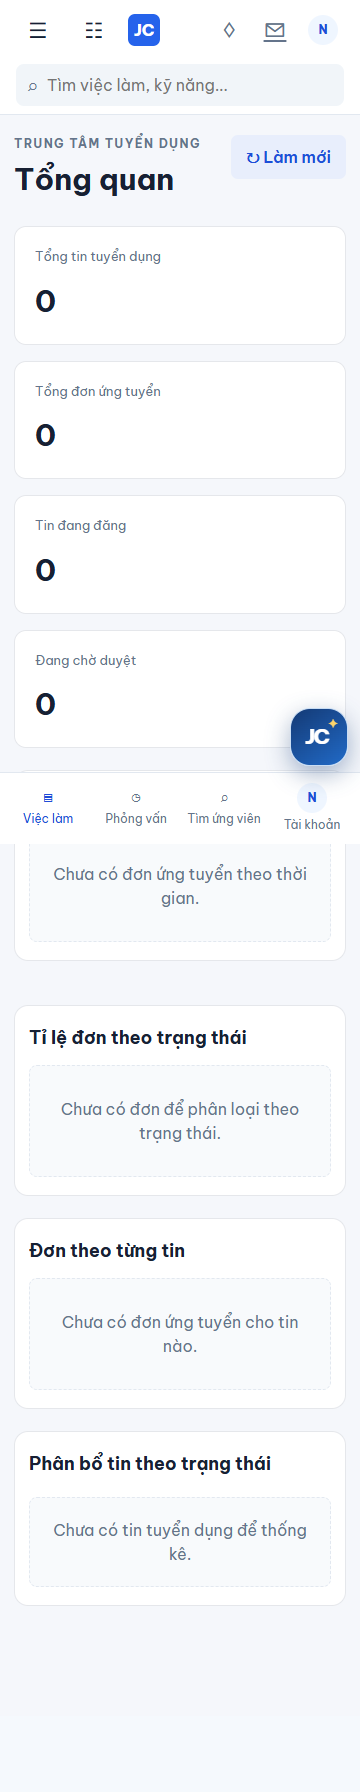 JC
N
Tìm việc làm, kỹ năng...
TRUNG TÂM TUYỂN DỤNG
Tổng quan
Làm mới
Tổng tin tuyển dụng
0
Tổng đơn ứng tuyển
0
Tin đang đăng
0
Đang chờ duyệt
0
JC
Việc làm
Phỏng vấn
Tìm ứng viên
N
Tài khoản
Chưa có đơn ứng tuyển theo thời
gian.
Tỉ lệ đơn theo trạng thái
Chưa có đơn để phân loại theo
trạng thái.
Đơn theo từng tin
Chưa có đơn ứng tuyển cho tin
nào.
Phân bổ tin theo trạng thái
Chưa có tin tuyển dụng để thống
kê.